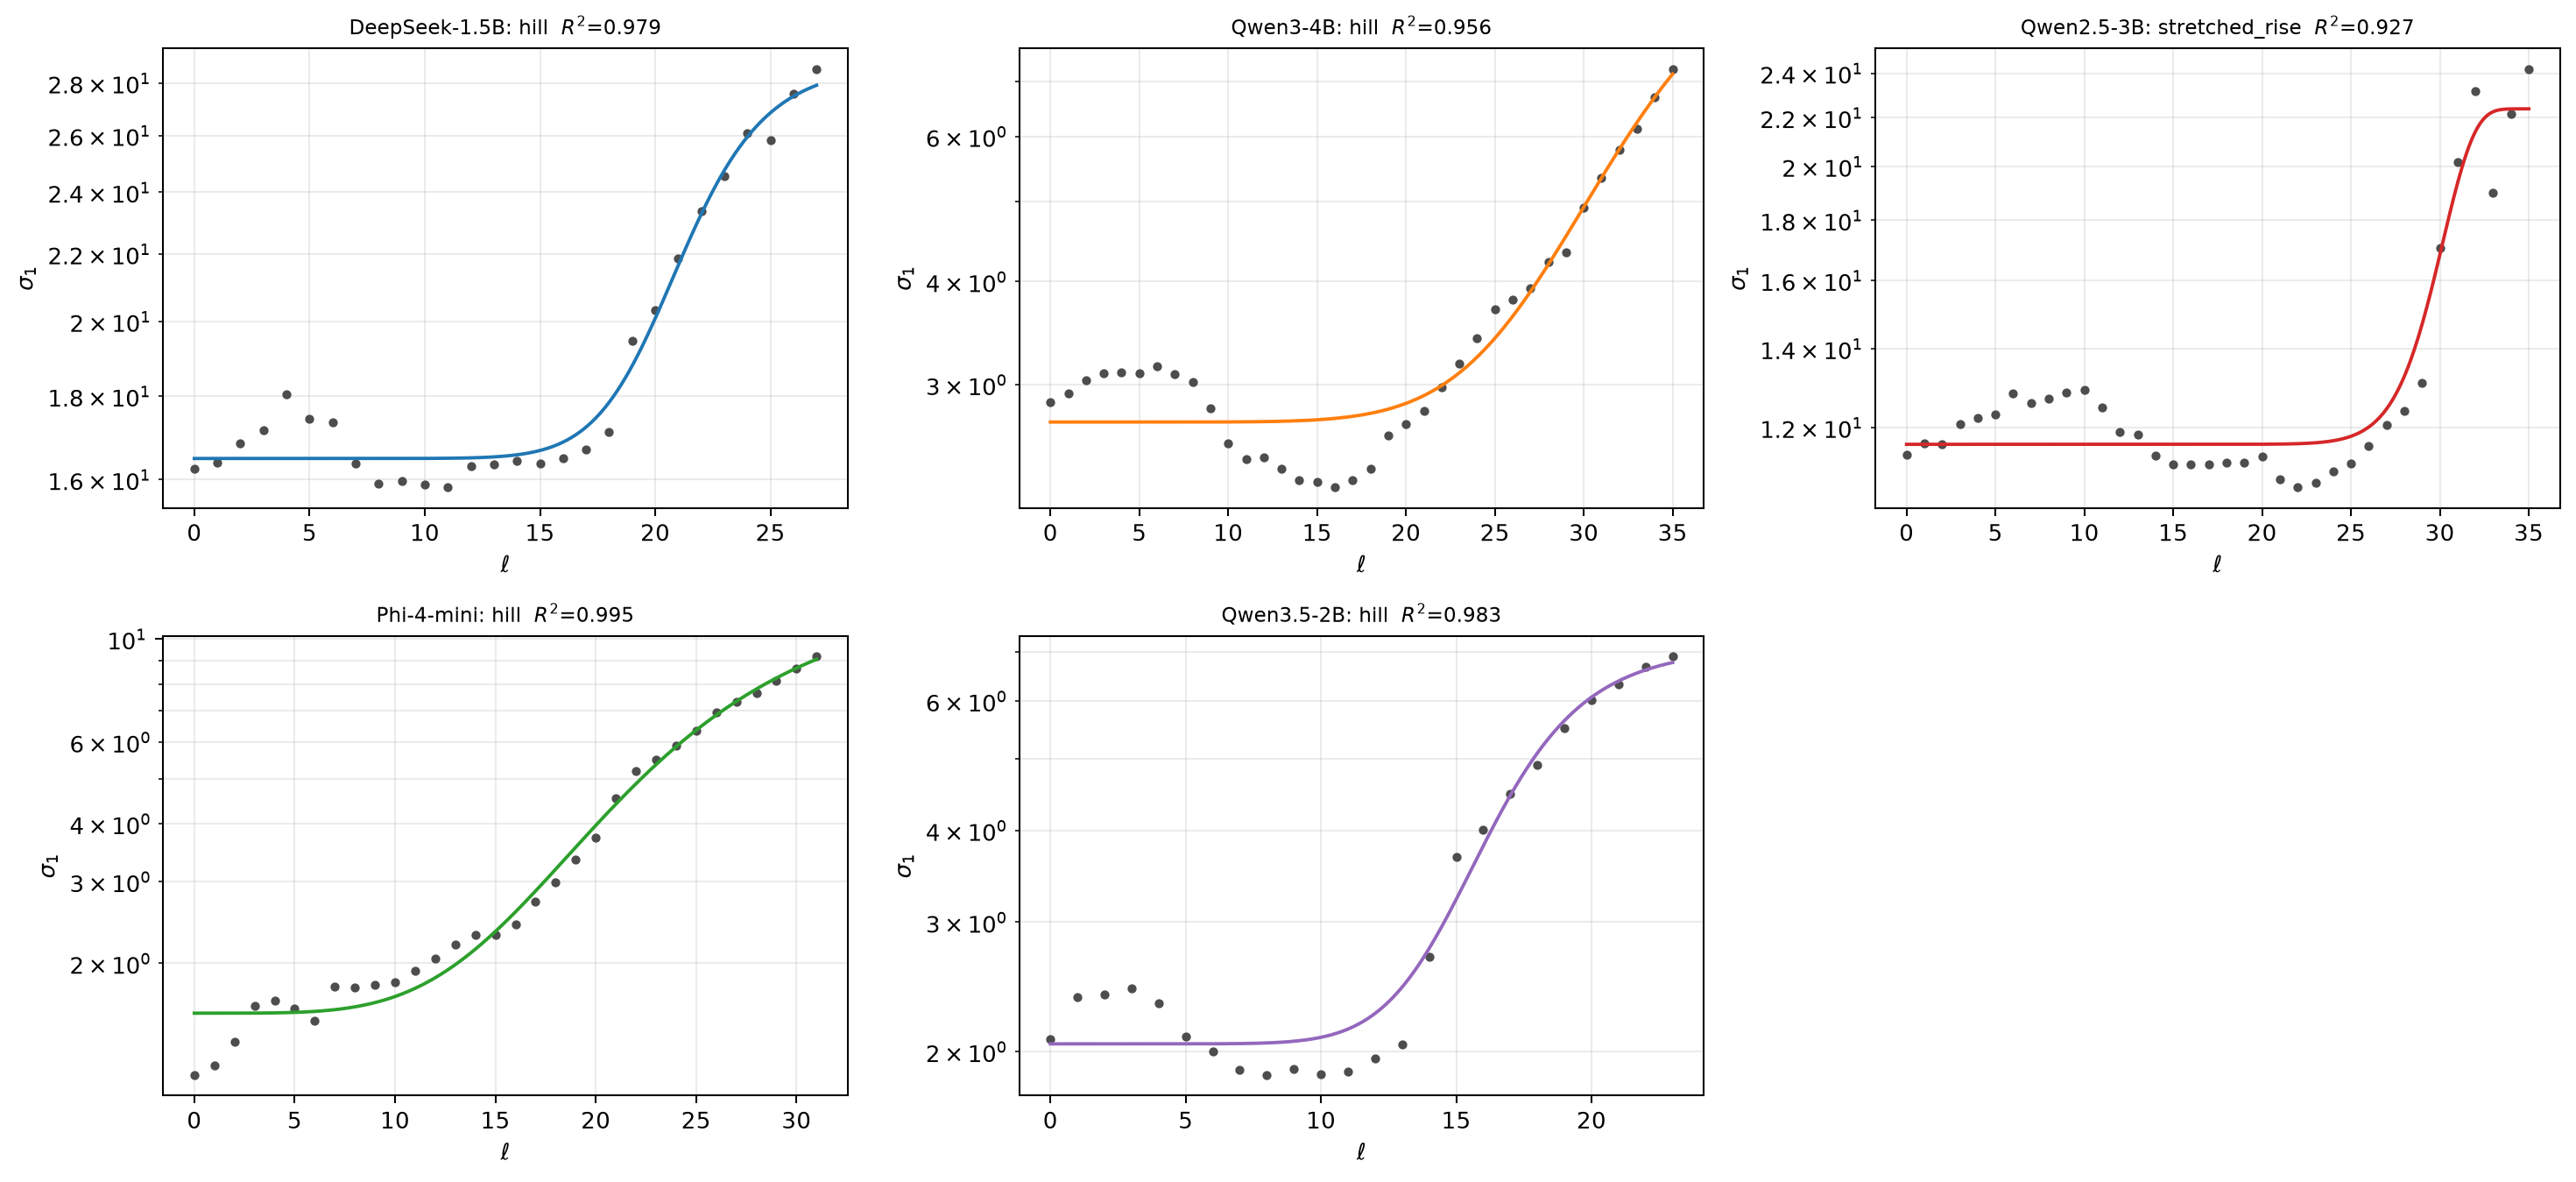 DeepSeek-1.5B: hill R²=0.979
σ₁
2.8 × 10¹
2.6 × 10¹
2.4 × 10¹
2.2 × 10¹
2 × 10¹
1.8 × 10¹
1.6 × 10¹
0 5 10 15 20 25
ℓ
Qwen3-4B: hill R²=0.956
σ₁
6 × 10⁰
4 × 10⁰
3 × 10⁰
0 5 10 15 20 25 30 35
ℓ
Qwen2.5-3B: stretched_rise R²=0.927
σ₁
2.4 × 10¹
2.2 × 10¹
2 × 10¹
1.8 × 10¹
1.6 × 10¹
1.4 × 10¹
1.2 × 10¹
0 5 10 15 20 25 30 35
ℓ
Phi-4-mini: hill R²=0.995
σ₁
10¹
6 × 10⁰
4 × 10⁰
3 × 10⁰
2 × 10⁰
0 5 10 15 20 25 30
ℓ
Qwen3.5-2B: hill R²=0.983
σ₁
6 × 10⁰
4 × 10⁰
3 × 10⁰
2 × 10⁰
0 5 10 15 20
ℓ